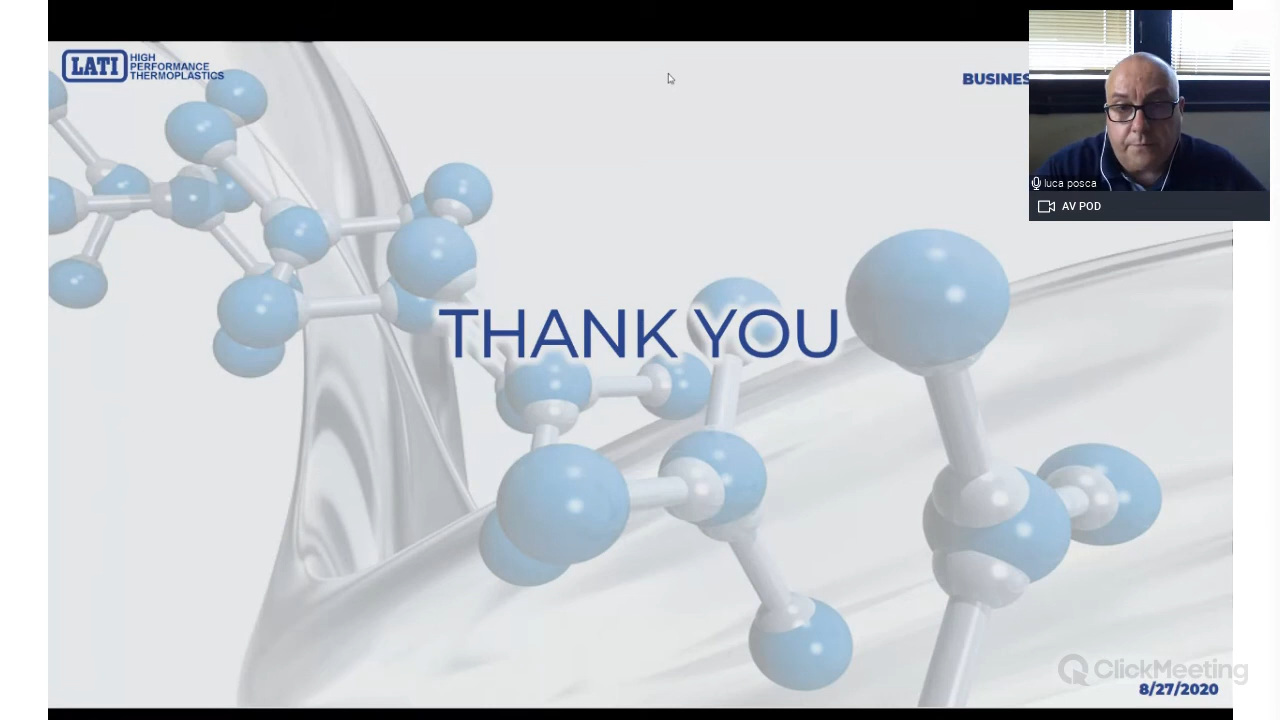 LATI
HIGH
PERFORMANCE
THERMOPLASTICS
BUSINES
luca posca
AV POD
THANK YOU
ClickMeeting
8/27/2020